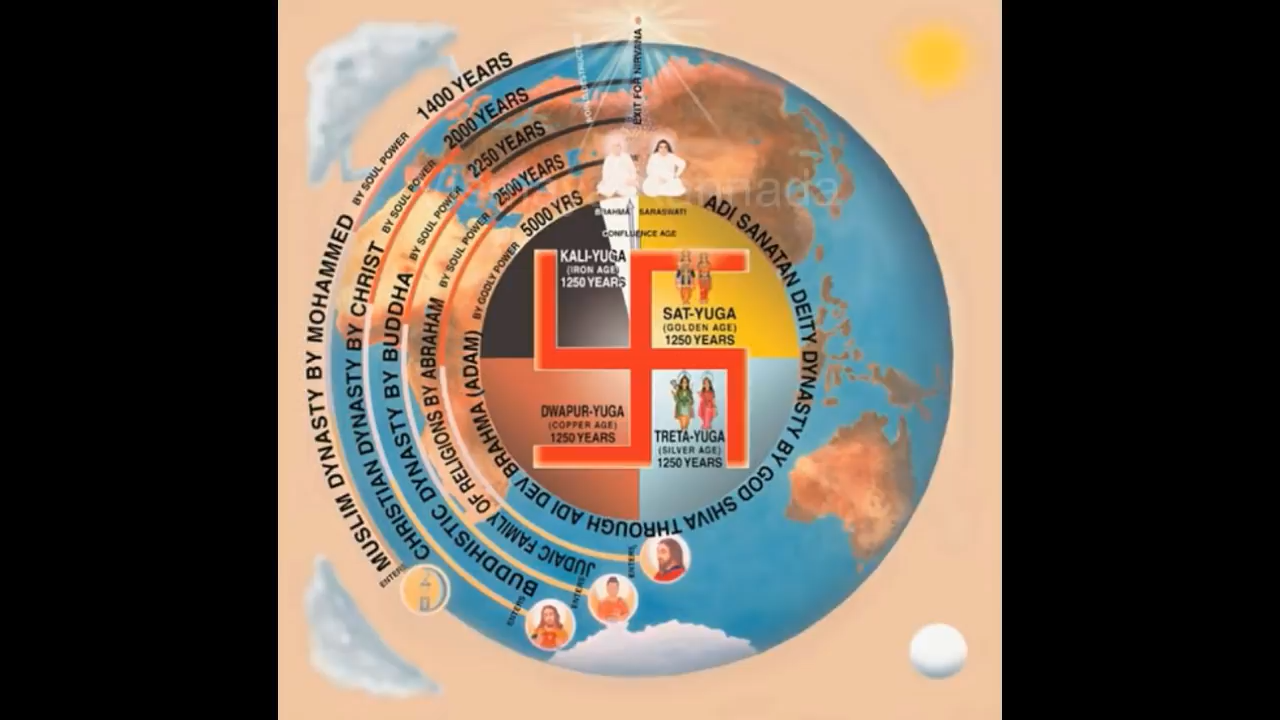 EXIT FOR NIRVANA
1400 YEARS
2000 YEARS
2250 YEARS
2500 YEARS
5000 YRS
BY SOUL POWER
BY SOUL POWER
BY SOUL POWER
BY SOUL POWER
BY GODLY POWER
MUSLIM DYNASTY BY MOHAMMED
CHRISTIAN DYNASTY BY CHRIST
BUDDHISTIC DYNASTY BY BUDDHA
JUDAIC FAMILY OF RELIGIONS BY ABRAHAM
ADI SANATAN DEITY DYNASTY BY GOD SHIVA THROUGH ADI DEV BRAHMA (ADAM)
BRAHMA SARASWATI
CONFLUENCE AGE
KALI-YUGA
(IRON AGE)
1250 YEARS
SAT-YUGA
(GOLDEN AGE)
1250 YEARS
DWAPUR-YUGA
(COPPER AGE)
1250 YEARS
TRETA-YUGA
(SILVER AGE)
1250 YEARS
ENTERS
ENTERS
ENTERS
ENTERS